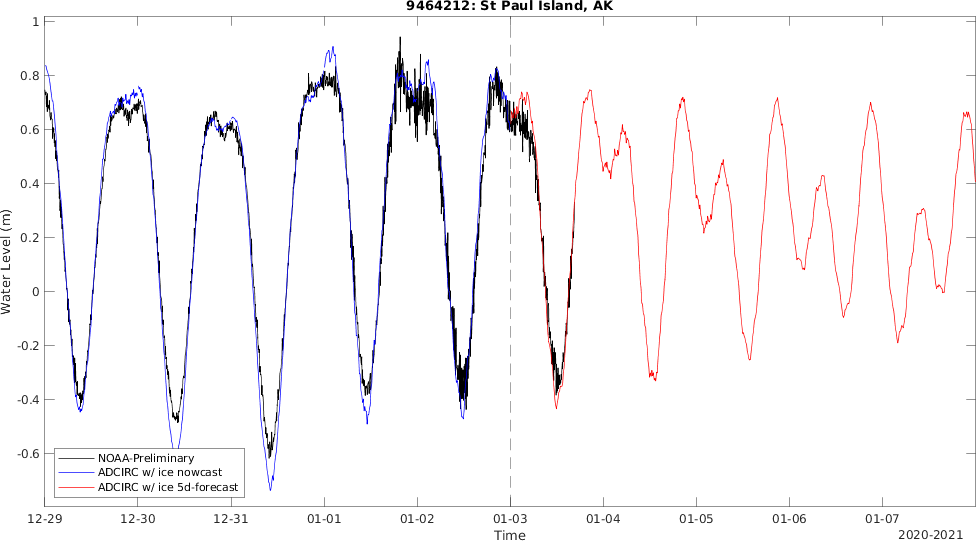 9464212: St Paul Island, AK
1
0.8
0.6
0.4
0.2
0
-0.2
-0.4
-0.6
Water Level (m)
NOAA-Preliminary
ADCIRC w/ ice nowcast
ADCIRC w/ ice 5d-forecast
12-29 12-30 12-31 01-01 01-02 01-03 01-04 01-05 01-06 01-07
Time
2020-2021